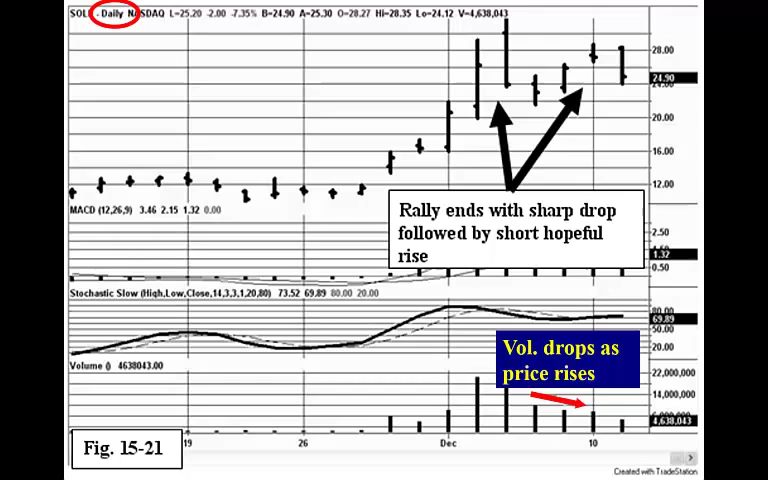 SOLF - Daily NASDAQ L=25.20 -2.00 -7.35% B=24.90 A=25.30 O=28.27 Hi=28.35 Lo=24.12 V=4,638,043
28.00
24.90
24.00
20.00
16.00
12.00
Rally ends with sharp drop
followed by short hopeful
rise
MACD (12,26,9) 3.46 2.15 1.32 0.00
2.50
1.32
0.50
Stochastic Slow (High,Low,Close,14,3,3,1,20,80) 73.52 69.89 80.00 20.00
80.00
69.89
50.00
20.00
Vol. drops as
price rises
Volume () 4638043.00
22,000,000
14,000,000
6,000,000
4,638,043
Fig. 15-21
19 26 Dec 10
Created with TradeStation